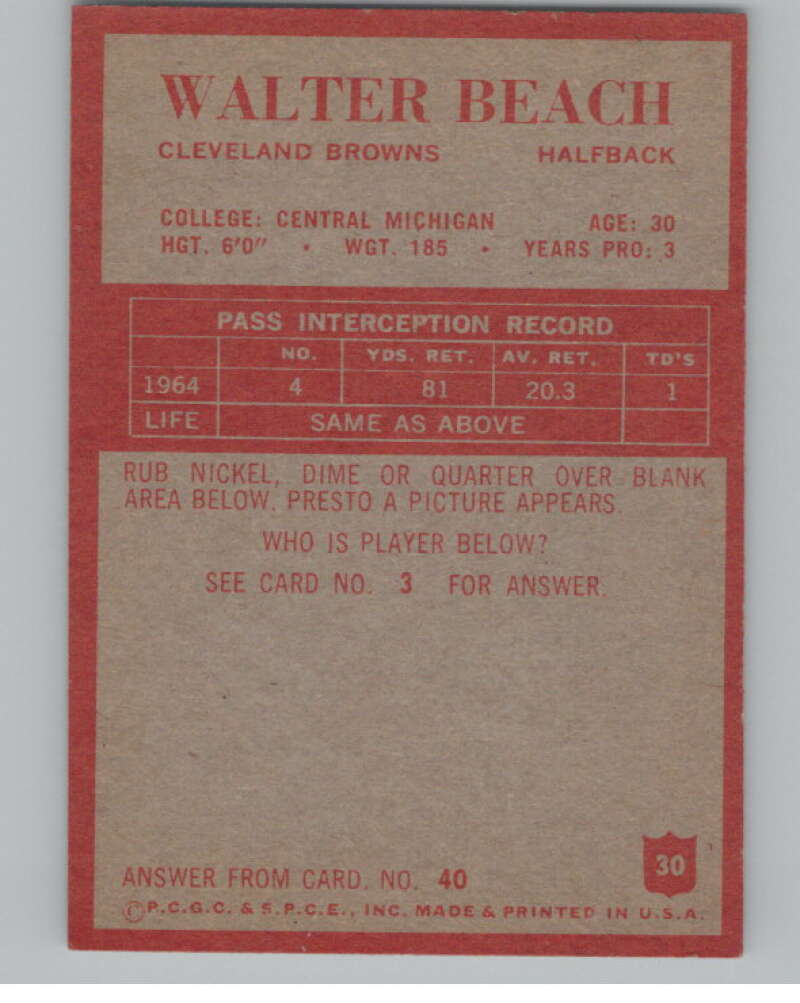 WALTER BEACH
CLEVELAND BROWNS HALFBACK
COLLEGE: CENTRAL MICHIGAN AGE: 30
HGT. 6'0" • WGT. 185 • YEARS PRO: 3
PASS INTERCEPTION RECORD
NO. YDS. RET. AV. RET. TD'S
1964 4 81 20.3 1
LIFE SAME AS ABOVE
RUB NICKEL, DIME OR QUARTER OVER BLANK
AREA BELOW. PRESTO A PICTURE APPEARS.
WHO IS PLAYER BELOW?
SEE CARD NO. 3 FOR ANSWER.
30
ANSWER FROM CARD. NO. 40
©P.C.G.C. & S.P.C.E., INC. MADE & PRINTED IN U.S.A.